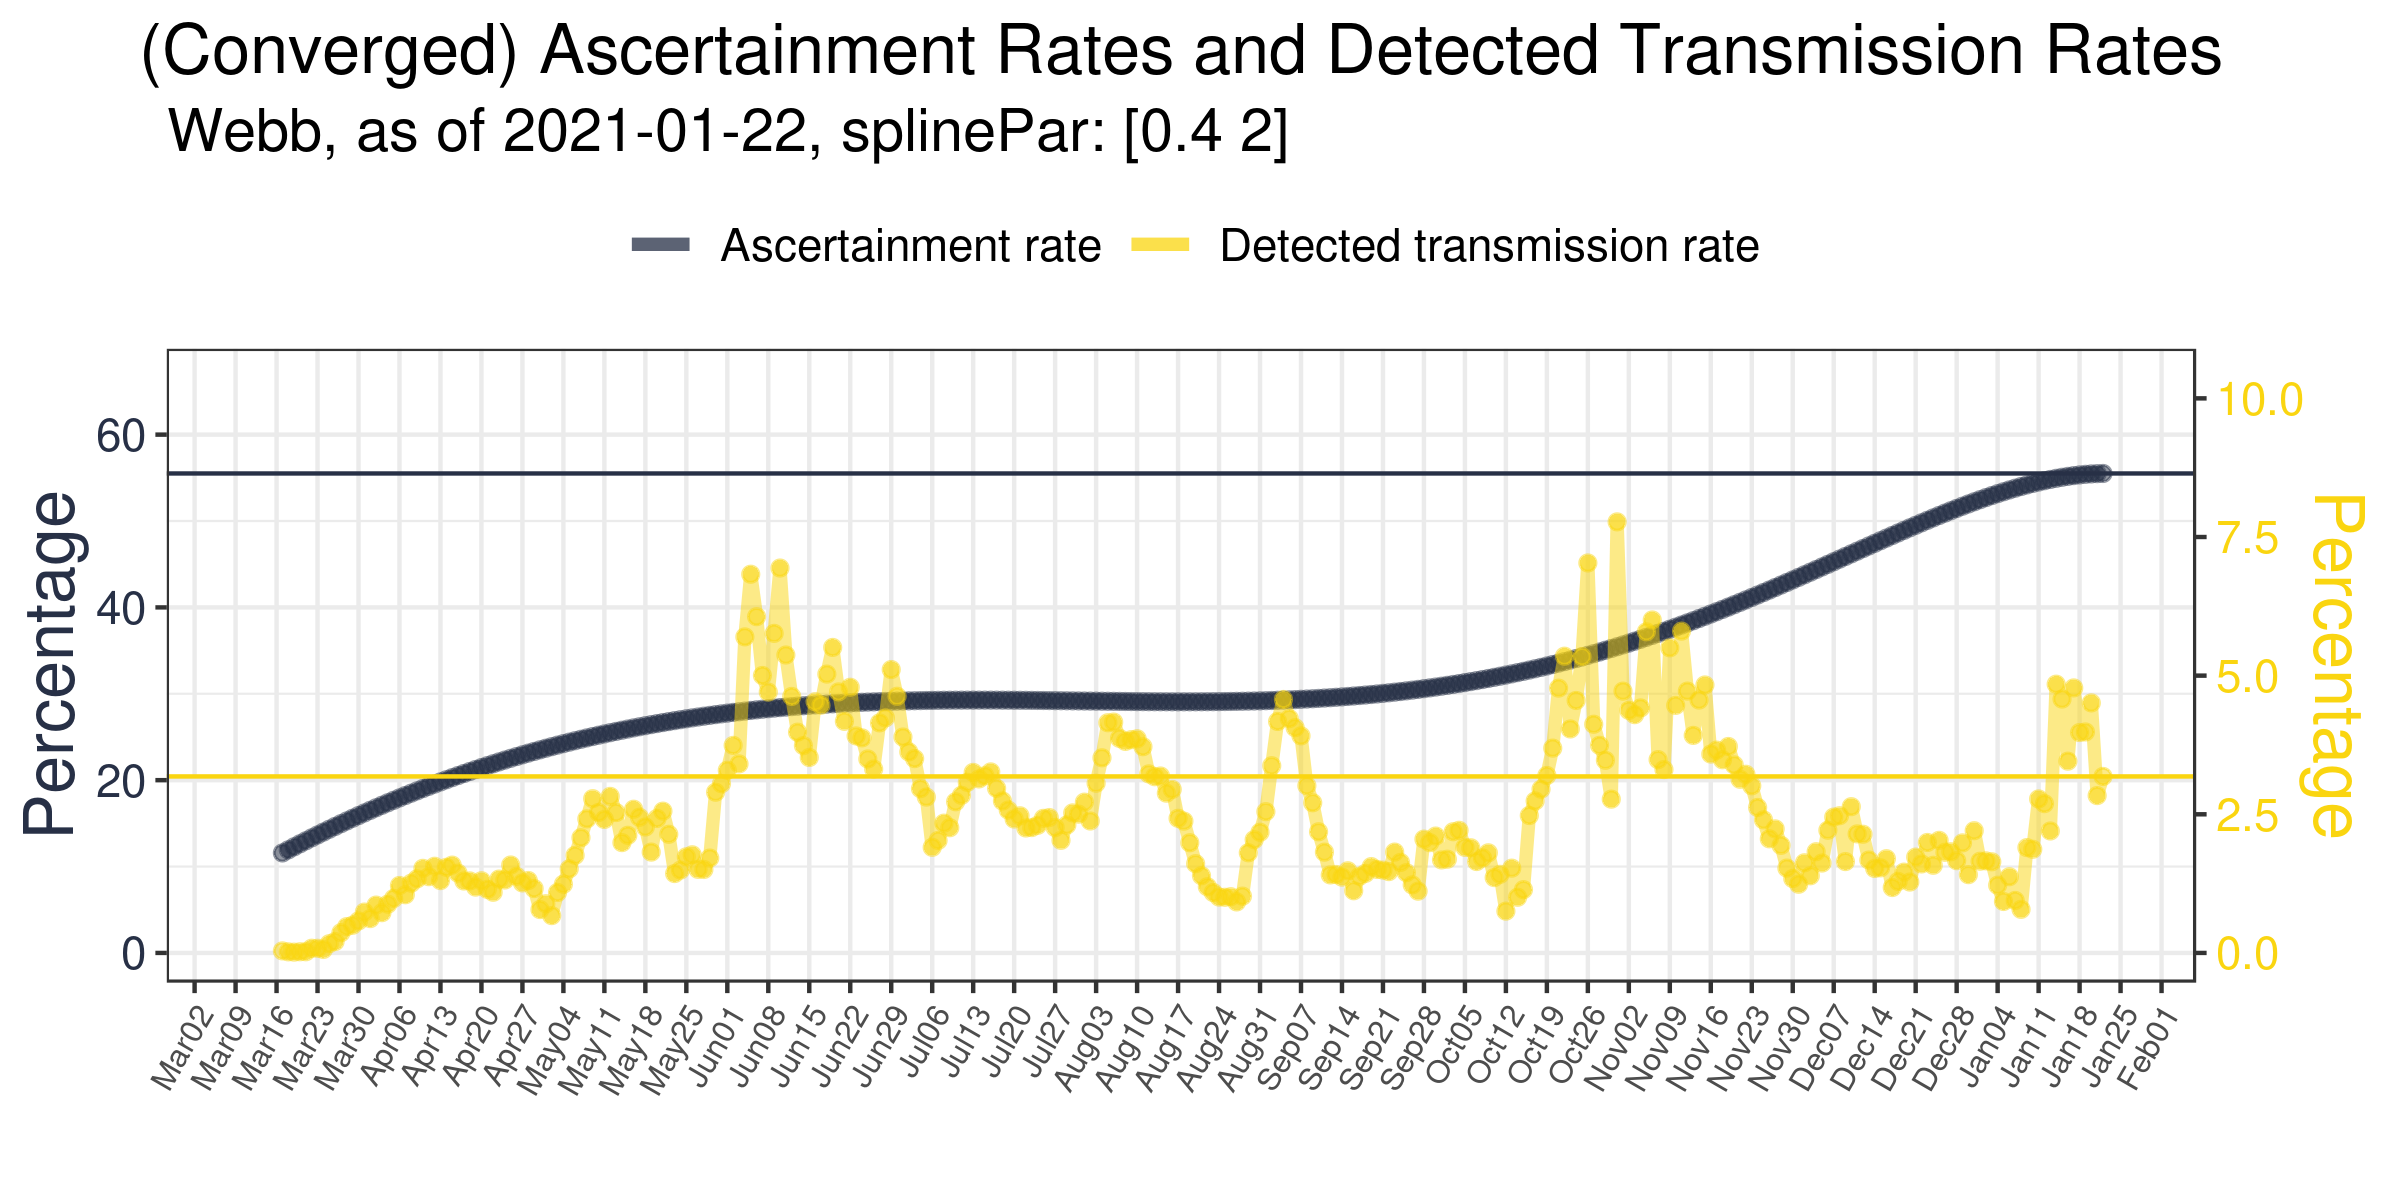 (Converged) Ascertainment Rates and Detected Transmission Rates
Webb, as of 2021-01-22, splinePar: [0.4 2]
Ascertainment rate Detected transmission rate
Percentage
60
40
20
0
10.0
7.5
5.0
2.5
0.0
Percentage
Mar02 Mar09 Mar16 Mar23 Mar30 Apr06 Apr13 Apr20 Apr27 May04 May11 May18 May25 Jun01 Jun08 Jun15 Jun22 Jun29 Jul06 Jul13 Jul20 Jul27 Aug03 Aug10 Aug17 Aug24 Aug31 Sep07 Sep14 Sep21 Sep28 Oct05 Oct12 Oct19 Oct26 Nov02 Nov09 Nov16 Nov23 Nov30 Dec07 Dec14 Dec21 Dec28 Jan04 Jan11 Jan18 Jan25 Feb01